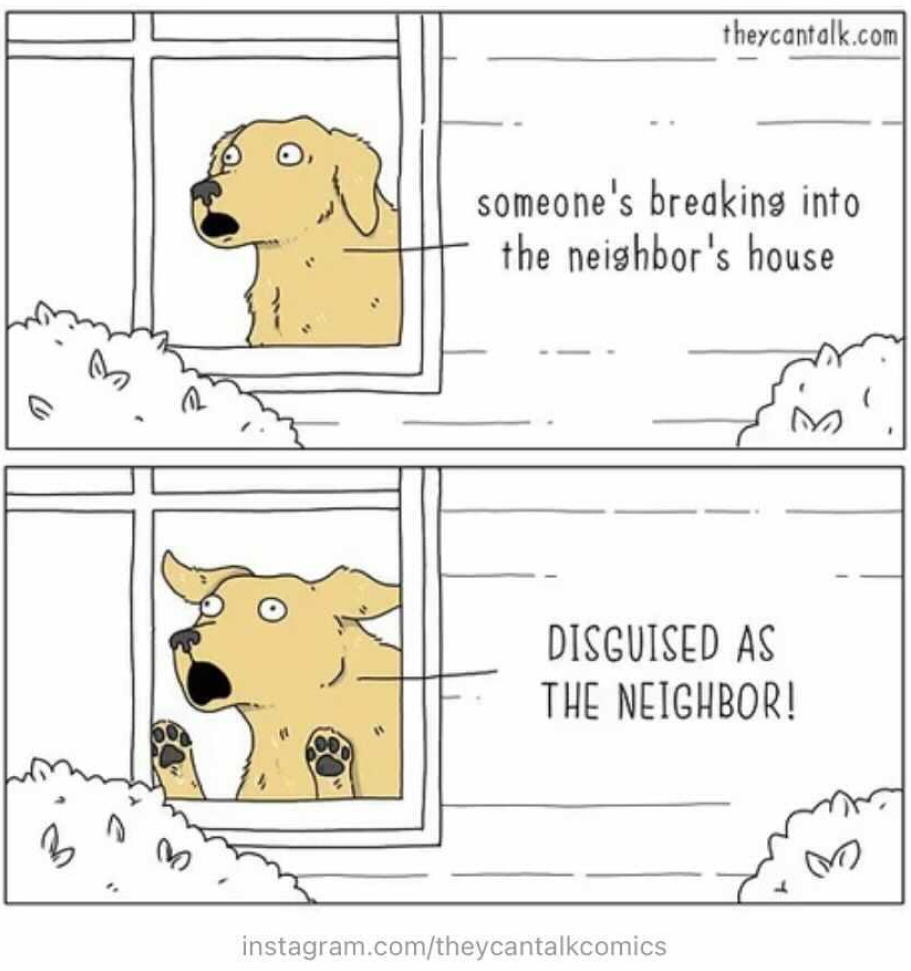 theycantalk.com
someone's breaking into
the neighbor's house
DISGUISED AS
THE NEIGHBOR!
instagram.com/theycantalkcomics